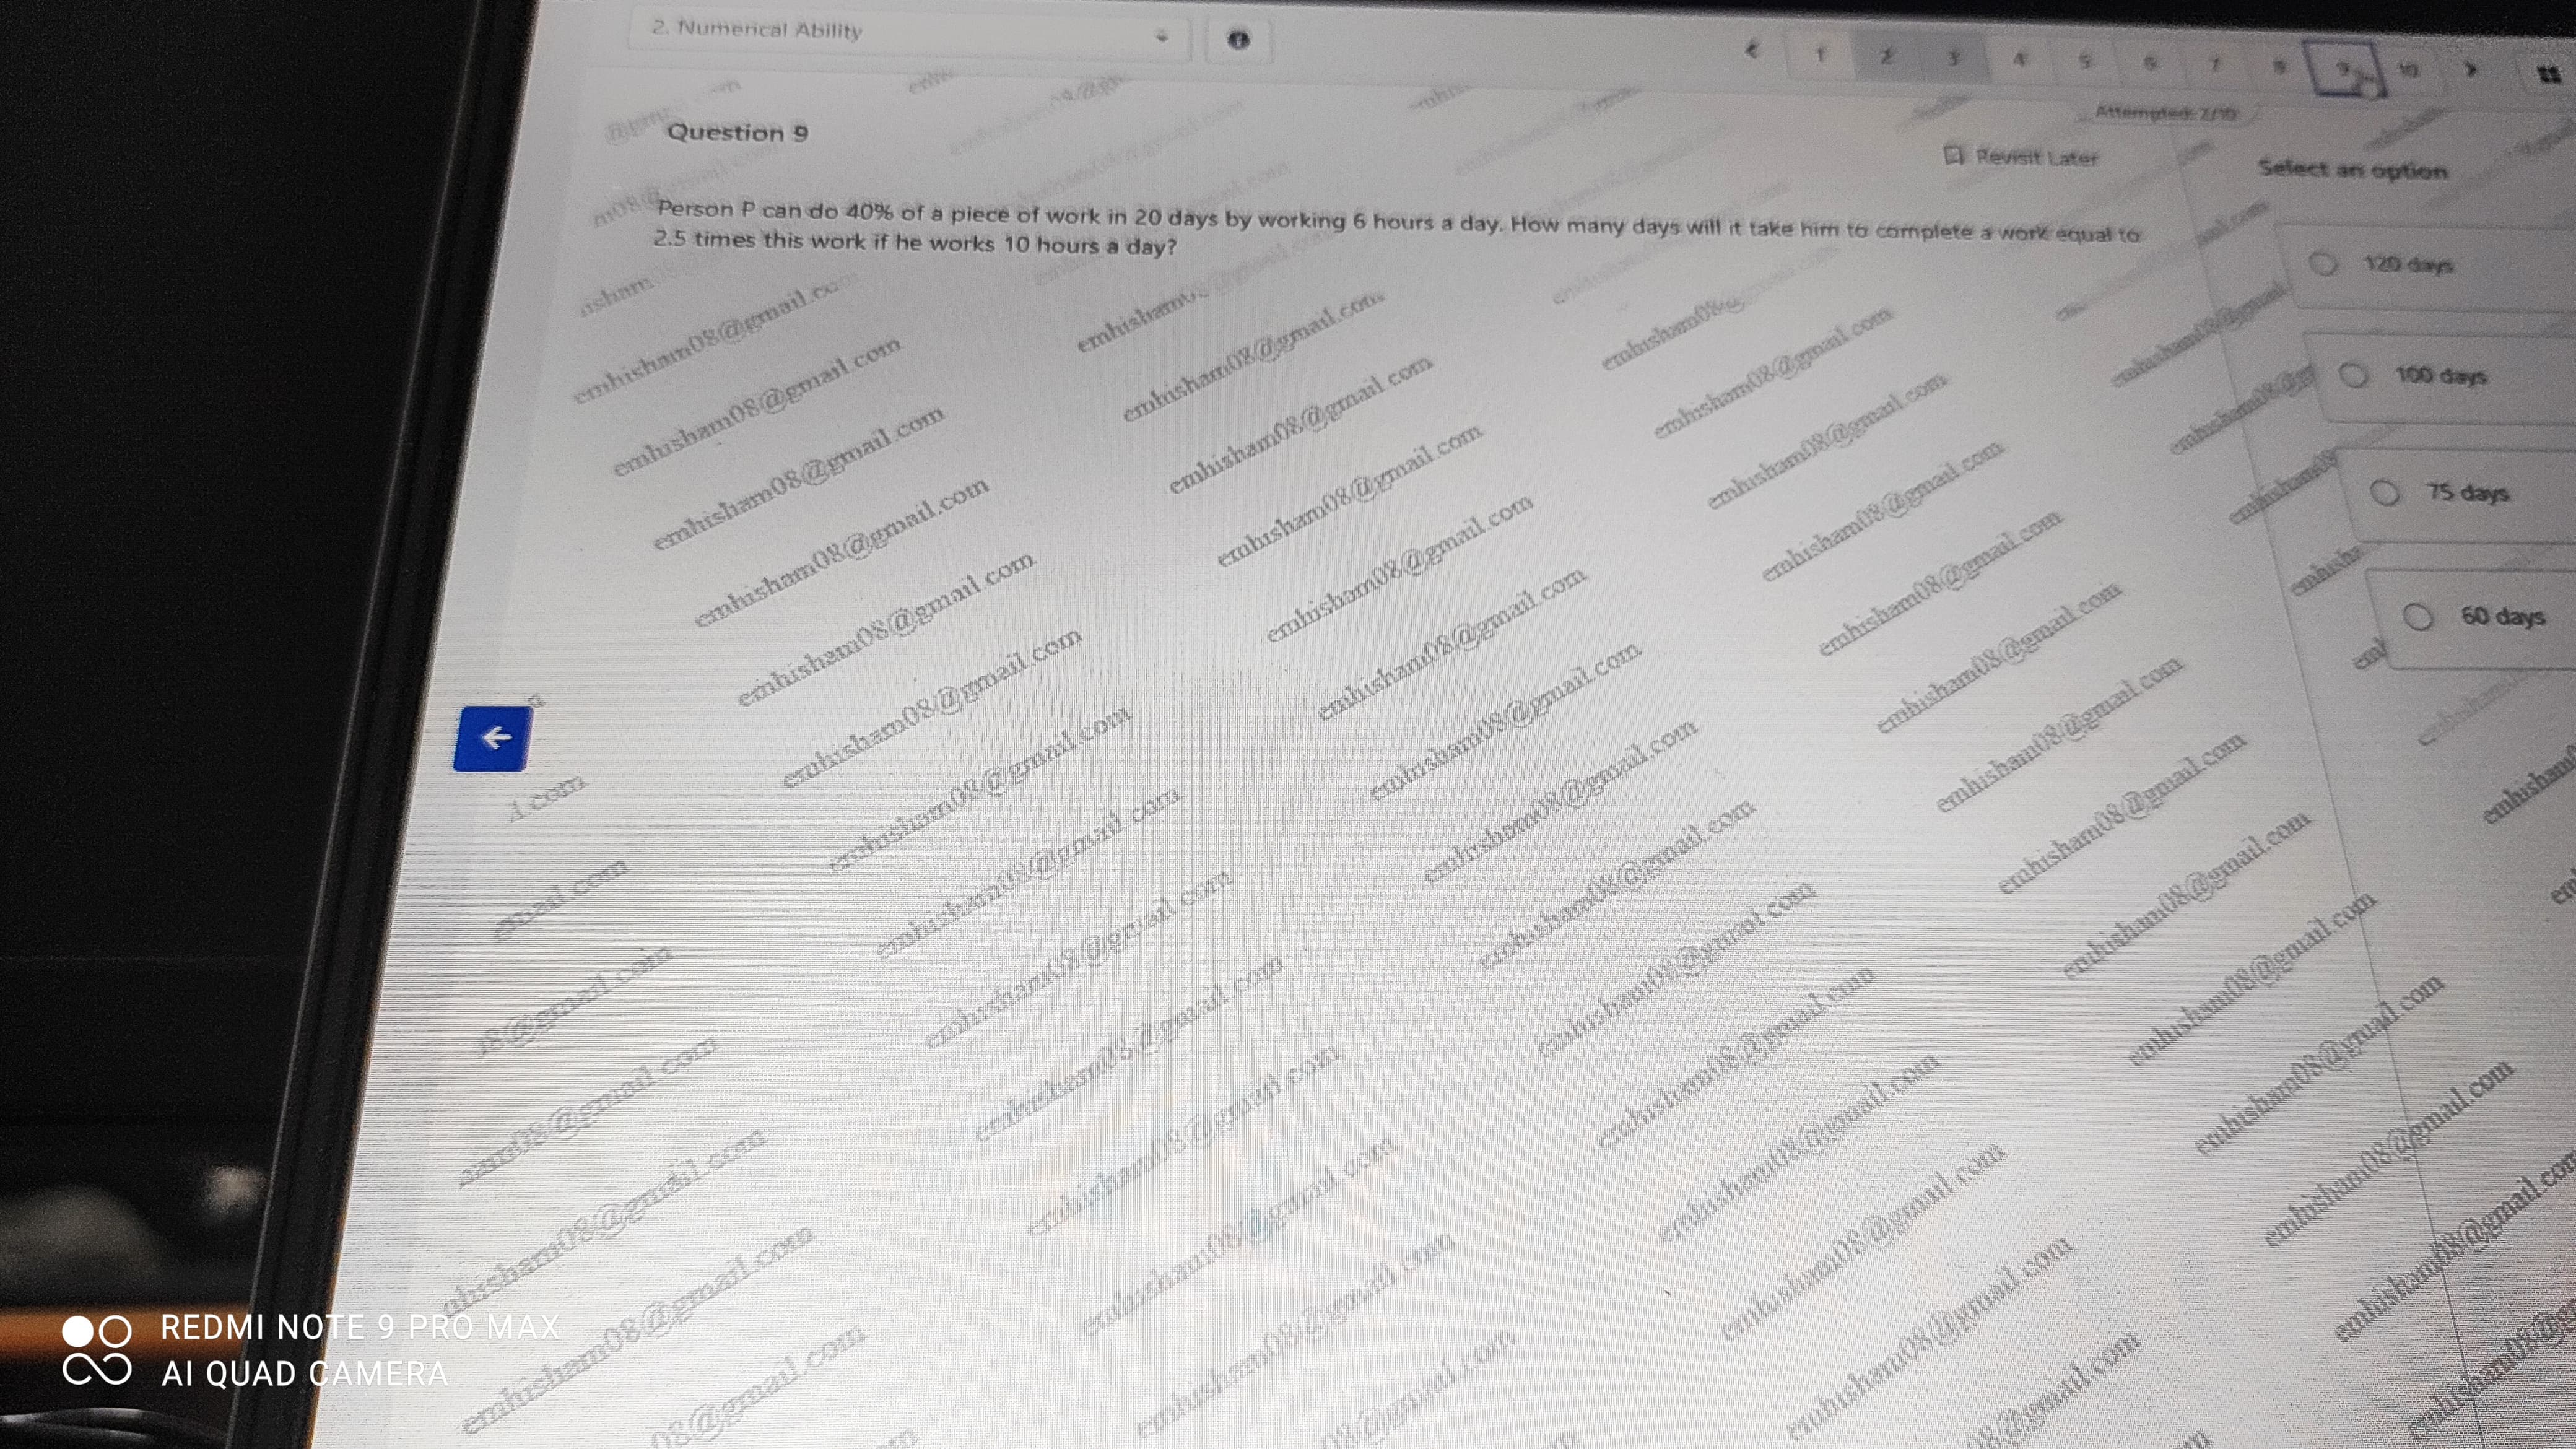 2. Numerical Ability
1 2 3 4 5 6 7 8 9 10
Attempted: 2/10
Question 9
Revisit Later
Select an option
Person P can do 40% of a piece of work in 20 days by working 6 hours a day. How many days will it take him to complete a work equal to
2.5 times this work if he works 10 hours a day?
120 days
100 days
75 days
60 days
emhisham08@gmail.com
REDMI NOTE 9 PRO MAX
AI QUAD CAMERA